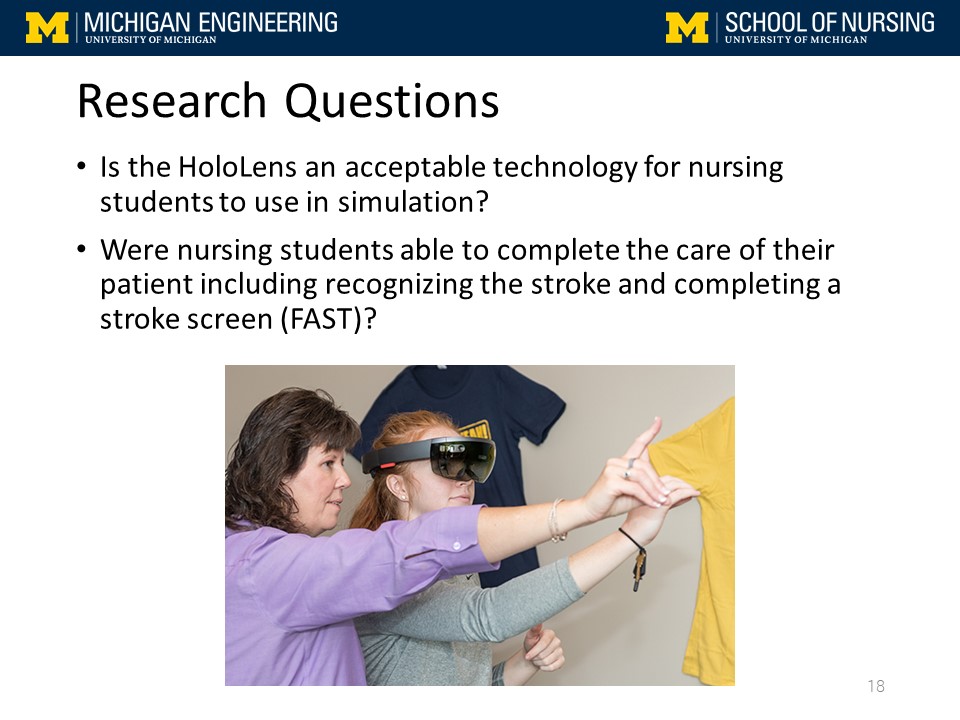 M | MICHIGAN ENGINEERING
UNIVERSITY OF MICHIGAN
M | SCHOOL OF NURSING
UNIVERSITY OF MICHIGAN
Research Questions
• Is the HoloLens an acceptable technology for nursing
students to use in simulation?
• Were nursing students able to complete the care of their
patient including recognizing the stroke and completing a
stroke screen (FAST)?
18